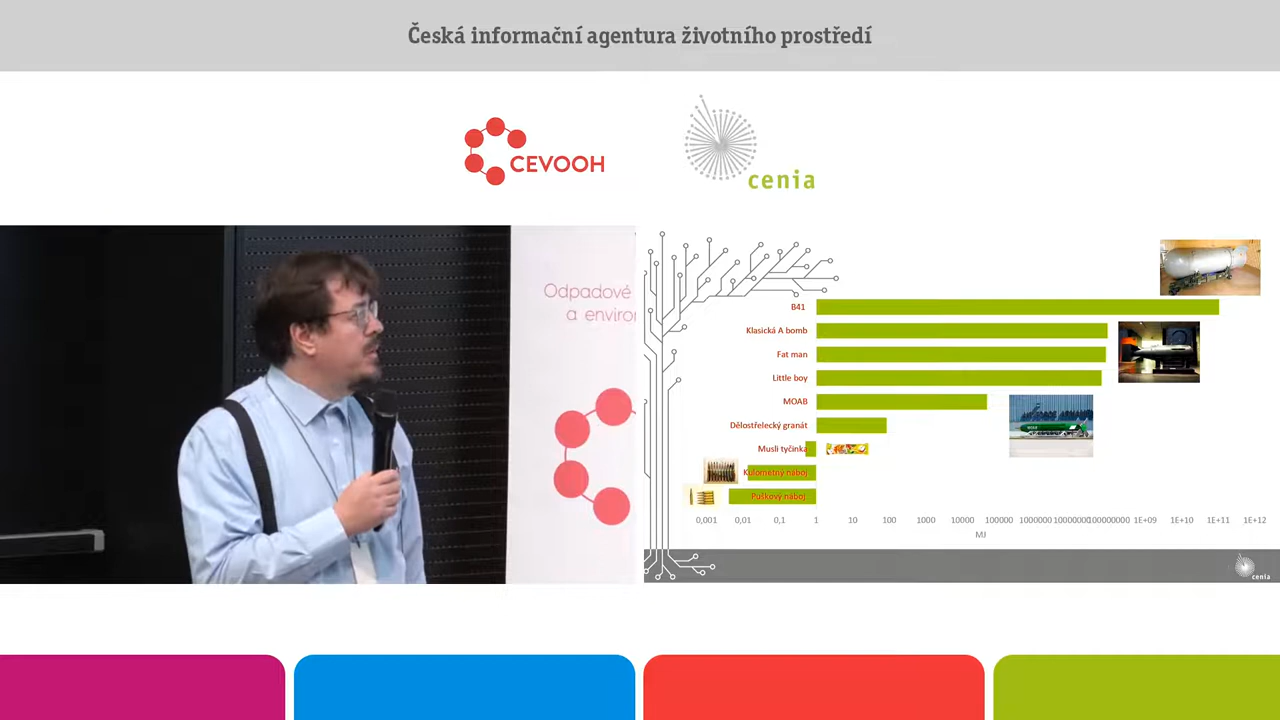 Česká informační agentura životního prostředí
CEVOOH
cenia
Odpadové
a enviro
B41
Klasická A bomb
Fat man
Little boy
MOAB
Dělostřelecký granát
Musli tyčinka
Kulometný náboj
Puškový náboj
0,001 0,01 0,1 1 10 100 1000 10000 100000 1000000 10000000 100000000 1E+09 1E+10 1E+11 1E+12
MJ
cenia